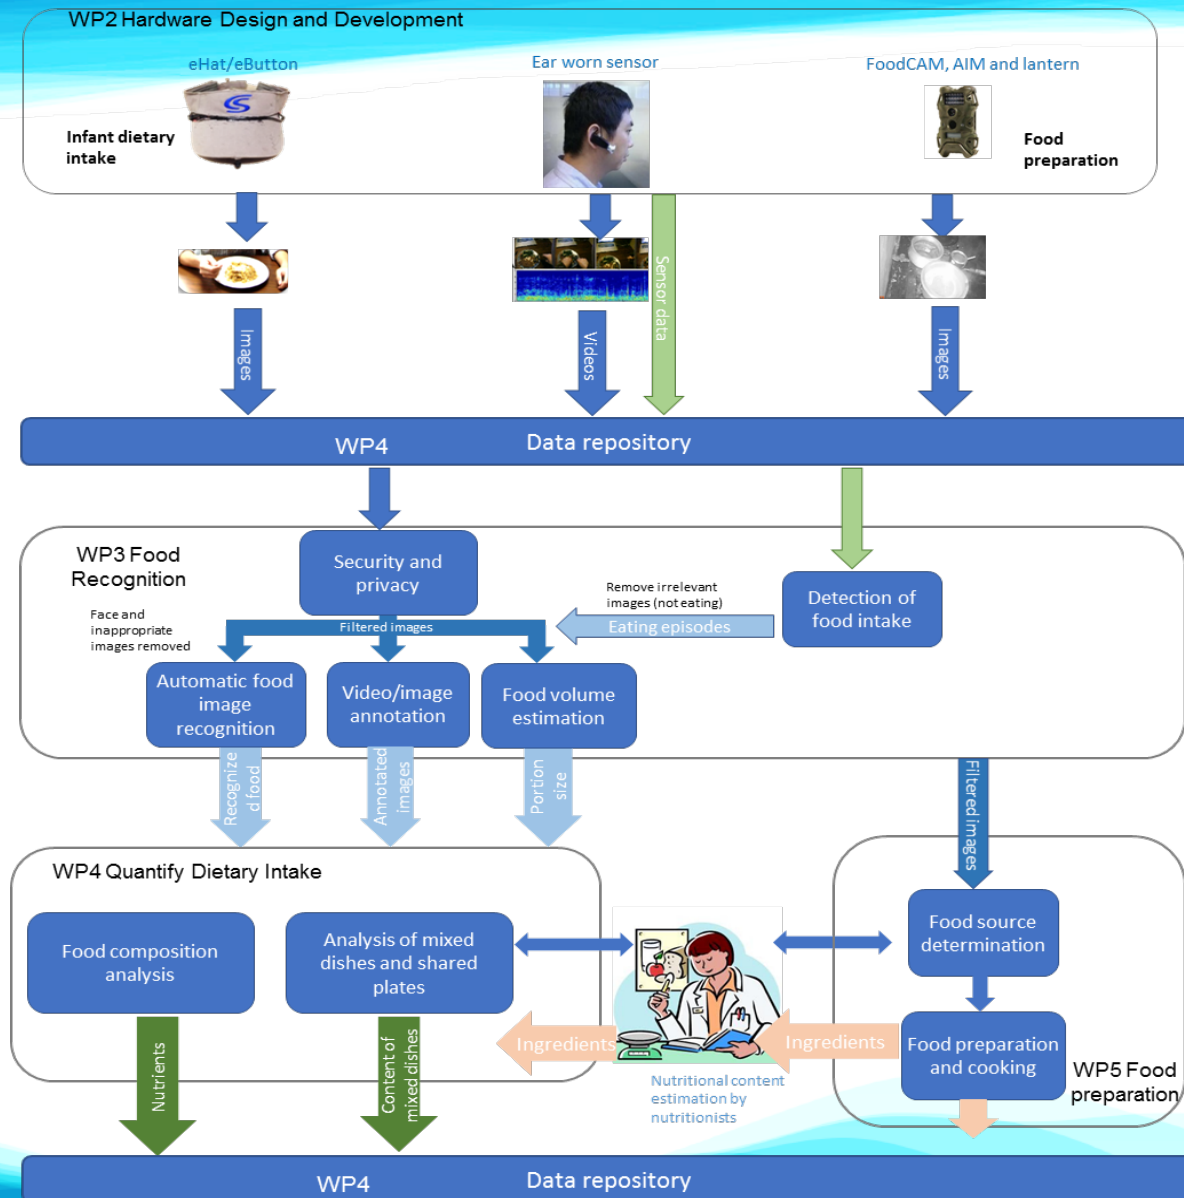 WP2 Hardware Design and Development
eHat/eButton
Ear worn sensor
FoodCAM, AIM and lantern
Infant dietary
intake
Food
preparation
Images
Videos
Sensor data
Images
WP4
Data repository
WP3 Food
Recognition
Security and
privacy
Face and
inappropriate
images removed
Filtered images
Remove irrelevant
images (not eating)
Eating episodes
Detection of
food intake
Automatic food
image
recognition
Video/image
annotation
Food volume
estimation
Recognize
d food
Annotated
images
Portion
size
Filtered images
WP4 Quantify Dietary Intake
Food composition
analysis
Analysis of mixed
dishes and shared
plates
Food source
determination
Ingredients
Ingredients
Food preparation
and cooking
WP5 Food
preparation
Nutritional content
estimation by
nutritionists
Nutrients
Content of
mixed dishes
WP4
Data repository